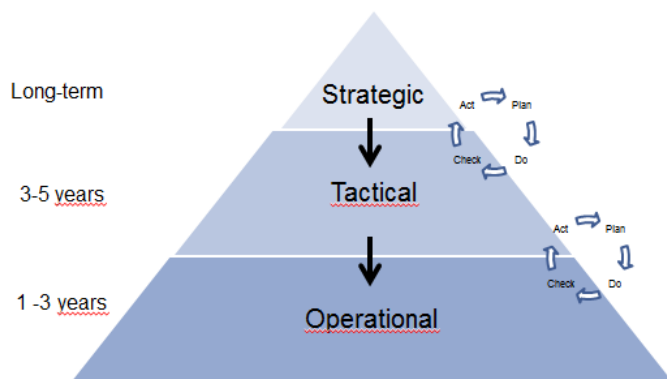 Long-term
Strategic
Act
Plan
Check
Do
3-5 years
Tactical
Act
Plan
Check
Do
1 -3 years
Operational